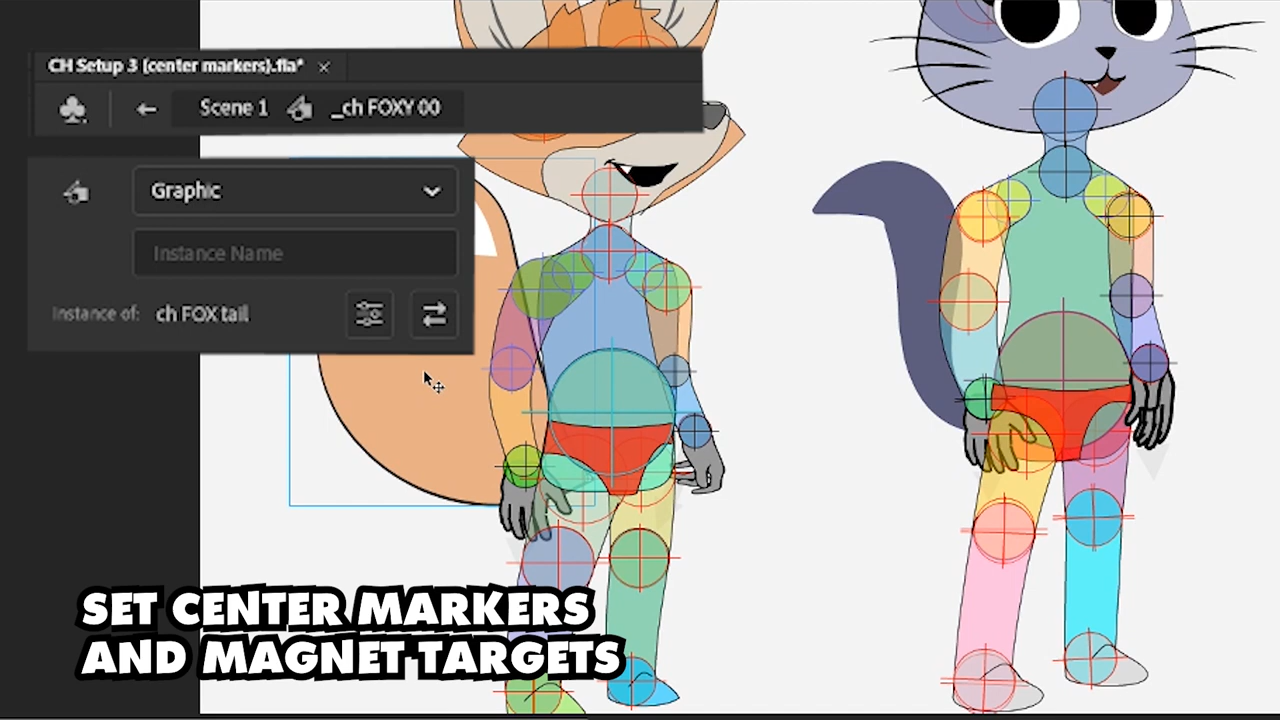 CH Setup 3 (center markers).fla* ×
Scene 1 _ch FOXY 00
Graphic
Instance Name
Instance of: ch FOX tail
SET CENTER MARKERS
AND MAGNET TARGETS